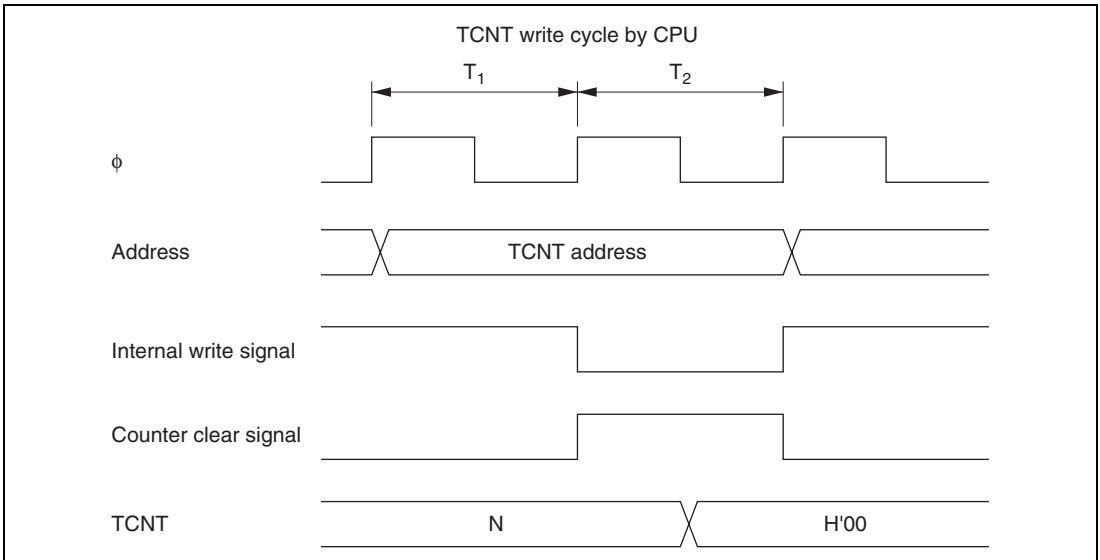 TCNT write cycle by CPU
T1 T2
ϕ
Address TCNT address
Internal write signal
Counter clear signal
TCNT N H'00